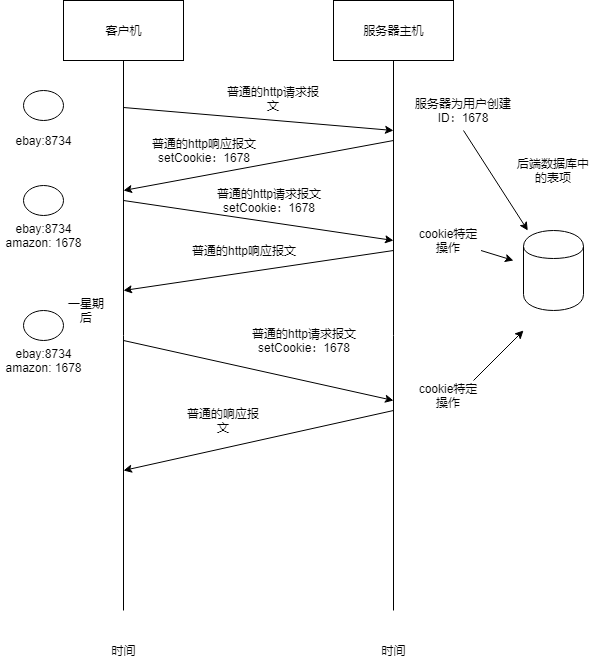 客户机
服务器主机
普通的http请求报
文
服务器为用户创建
ID：1678
ebay:8734
普通的http响应报文
setCookie：1678
后端数据库中
的表项
普通的http请求报文
setCookie：1678
ebay:8734
amazon: 1678
cookie特定
操作
普通的http响应报文
一星期
后
普通的http请求报文
setCookie：1678
ebay:8734
amazon: 1678
cookie特定
操作
普通的响应报
文
时间
时间